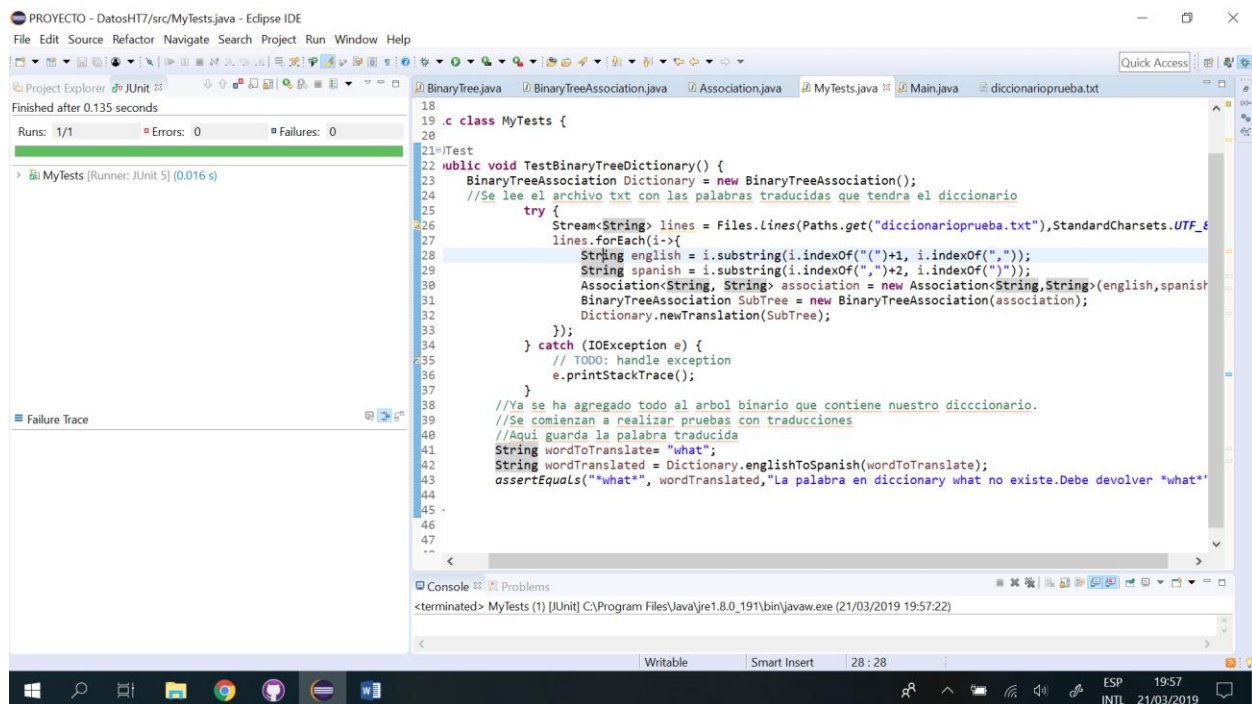 PROYECTO - DatosHT7/src/MyTests.java - Eclipse IDE
File Edit Source Refactor Navigate Search Project Run Window Help
Quick Access
Project Explorer JUnit
Finished after 0.135 seconds
Runs: 1/1 Errors: 0 Failures: 0
MyTests [Runner: JUnit 5] (0.016 s)
Failure Trace
BinaryTree.java BinaryTreeAssociation.java Association.java MyTests.java Main.java diccionarioprueba.txt
18
19 .c class MyTests {
20
21 Test
22 ublic void TestBinaryTreeDictionary() {
23 BinaryTreeAssociation Dictionary = new BinaryTreeAssociation();
24 //Se lee el archivo txt con las palabras traducidas que tendra el diccionario
25 try {
26 Stream<String> lines = Files.lines(Paths.get("diccionarioprueba.txt"),StandardCharsets.UTF_8
27 lines.forEach(i->{
28 String english = i.substring(i.indexOf("(")+1, i.indexOf(","));
29 String spanish = i.substring(i.indexOf(",")+2, i.indexOf(")"));
30 Association<String, String> association = new Association<String,String>(english,spanish
31 BinaryTreeAssociation SubTree = new BinaryTreeAssociation(association);
32 Dictionary.newTranslation(SubTree);
33 });
34 } catch (IOException e) {
35 // TODO: handle exception
36 e.printStackTrace();
37 }
38 //Ya se ha agregado todo al arbol binario que contiene nuestro dicccionario.
39 //Se comienzan a realizar pruebas con traducciones
40 //Aqui guarda la palabra traducida
41 String wordToTranslate= "what";
42 String wordTranslated = Dictionary.englishToSpanish(wordToTranslate);
43 assertEquals("*what*", wordTranslated,"La palabra en diccionary what no existe.Debe devolver *what*"
44
45
46
47
Console Problems
<terminated> MyTests (1) [JUnit] C:\Program Files\Java\jre1.8.0_191\bin\javaw.exe (21/03/2019 19:57:22)
Writable Smart Insert 28 : 28
ESP 19:57
INTL 21/03/2019